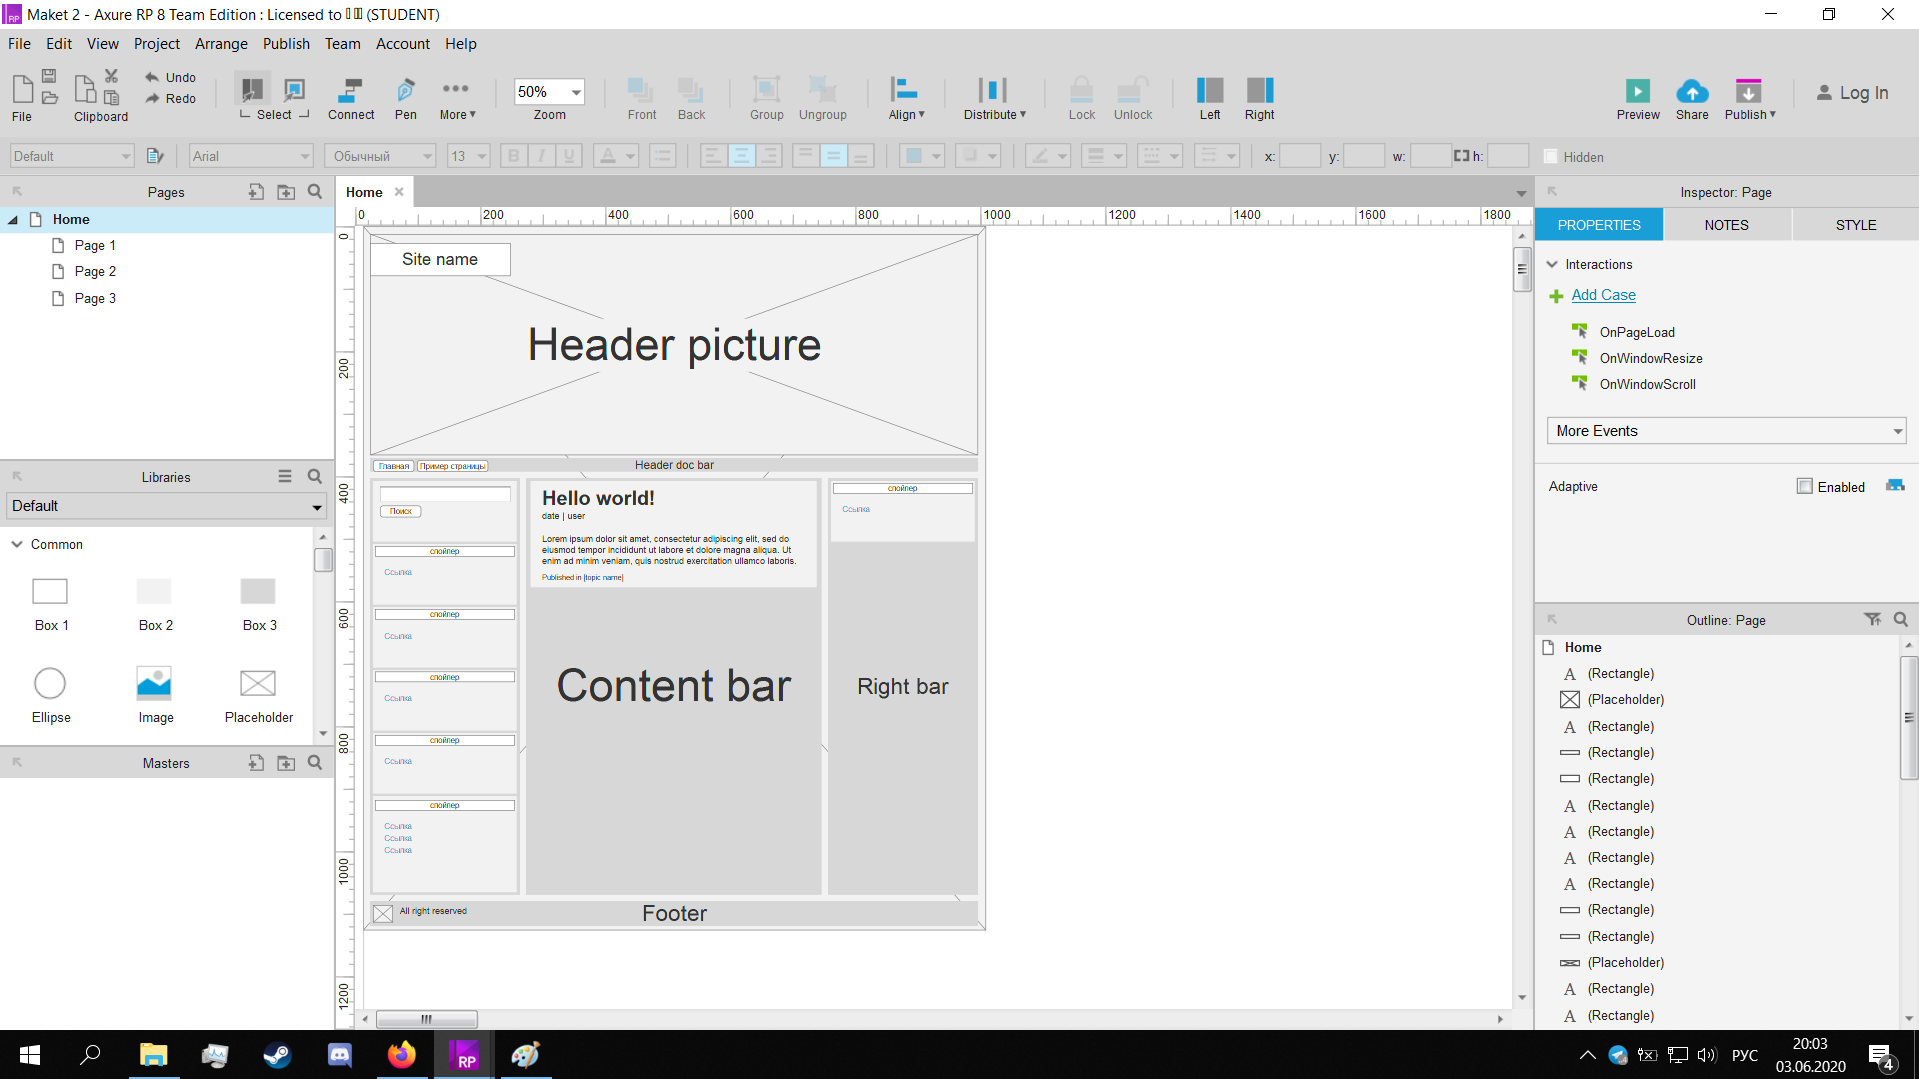 Maket 2 - Axure RP 8 Team Edition : Licensed to (STUDENT)
File Edit View Project Arrange Publish Team Account Help
Undo
Redo
File Clipboard Select Connect Pen More 50% Zoom Front Back Group Ungroup Align Distribute Lock Unlock Left Right Preview Share Publish Log In
Default Arial Обычный 13 B I U A x: y: w: h: Hidden
Pages
Home
Page 1
Page 2
Page 3
Libraries
Default
Common
Box 1 Box 2 Box 3
Ellipse Image Placeholder
Masters
Home
0 200 400 600 800 1000 1200 1400 1600 1800
0
200
400
600
800
1000
1200
Site name
Header picture
Главная Пример страницы Header doc bar
Поиск
спойлер
Ссылка
спойлер
Ссылка
спойлер
Ссылка
спойлер
Ссылка
спойлер
Ссылка
Ссылка
Ссылка
Hello world!
date | user
Lorem ipsum dolor sit amet, consectetur adipiscing elit, sed do
eiusmod tempor incididunt ut labore et dolore magna aliqua. Ut
enim ad minim veniam, quis nostrud exercitation ullamco laboris.
Published in [topic name]
Content bar
спойлер
Ссылка
Right bar
All right reserved
Footer
Inspector: Page
PROPERTIES NOTES STYLE
Interactions
Add Case
OnPageLoad
OnWindowResize
OnWindowScroll
More Events
Adaptive Enabled
Outline: Page
Home
A (Rectangle)
(Placeholder)
A (Rectangle)
(Rectangle)
(Rectangle)
A (Rectangle)
A (Rectangle)
A (Rectangle)
A (Rectangle)
(Rectangle)
(Rectangle)
(Placeholder)
A (Rectangle)
A (Rectangle)
RP
РУС
20:03
03.06.2020
4